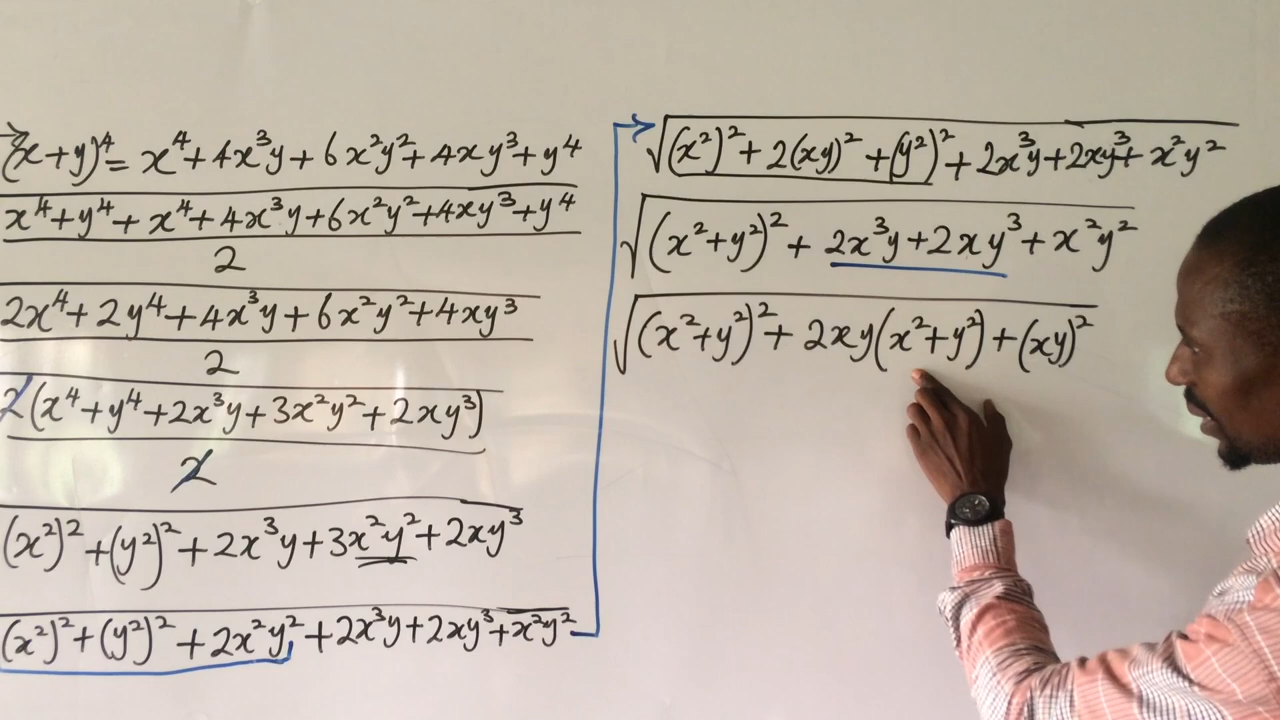 (x+y)⁴ = x⁴+4x³y+6x²y²+4xy³+y⁴
x⁴+y⁴+x⁴+4x³y+6x²y²+4xy³+y⁴
2
2x⁴+2y⁴+4x³y+6x²y²+4xy³
2
2(x⁴+y⁴+2x³y+3x²y²+2xy³)
2
(x²)²+(y²)²+2x³y+3x²y²+2xy³
(x²)²+(y²)²+2x²y²+2x³y+2xy³+x²y²
√(x²)²+2(xy)²+(y²)²+2x³y+2xy³+x²y²
√(x²+y²)²+2x³y+2xy³+x²y²
√(x²+y²)²+2xy(x²+y²)+(xy)²